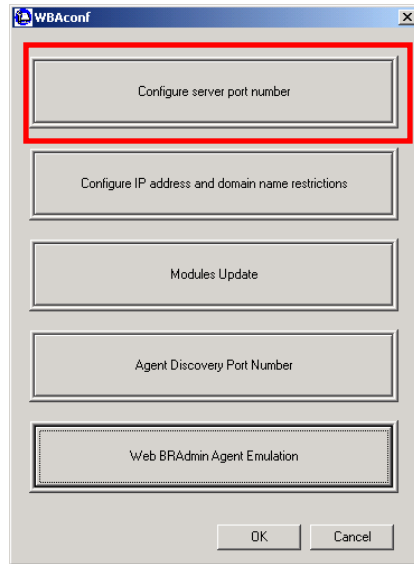 WBAconf
Configure server port number
Configure IP address and domain name restrictions
Modules Update
Agent Discovery Port Number
Web BRAdmin Agent Emulation
OK Cancel